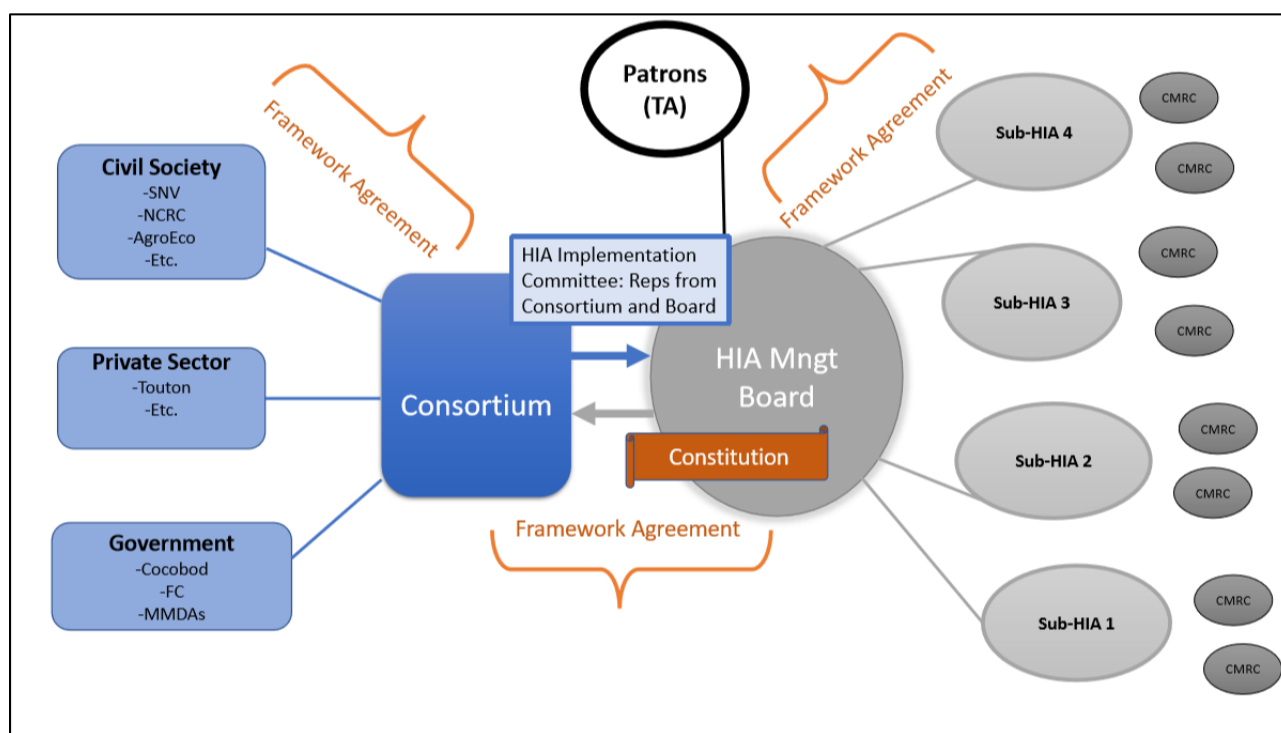 Patrons
(TA)
Framework Agreement
Framework Agreement
Civil Society
-SNV
-NCRC
-AgroEco
-Etc.
Private Sector
-Touton
-Etc.
Government
-Cocobod
-FC
-MMDAs
HIA Implementation
Committee: Reps from
Consortium and Board
Consortium
HIA Mngt
Board
Constitution
Framework Agreement
Sub-HIA 4
CMRC
CMRC
Sub-HIA 3
CMRC
CMRC
Sub-HIA 2
CMRC
CMRC
Sub-HIA 1
CMRC
CMRC